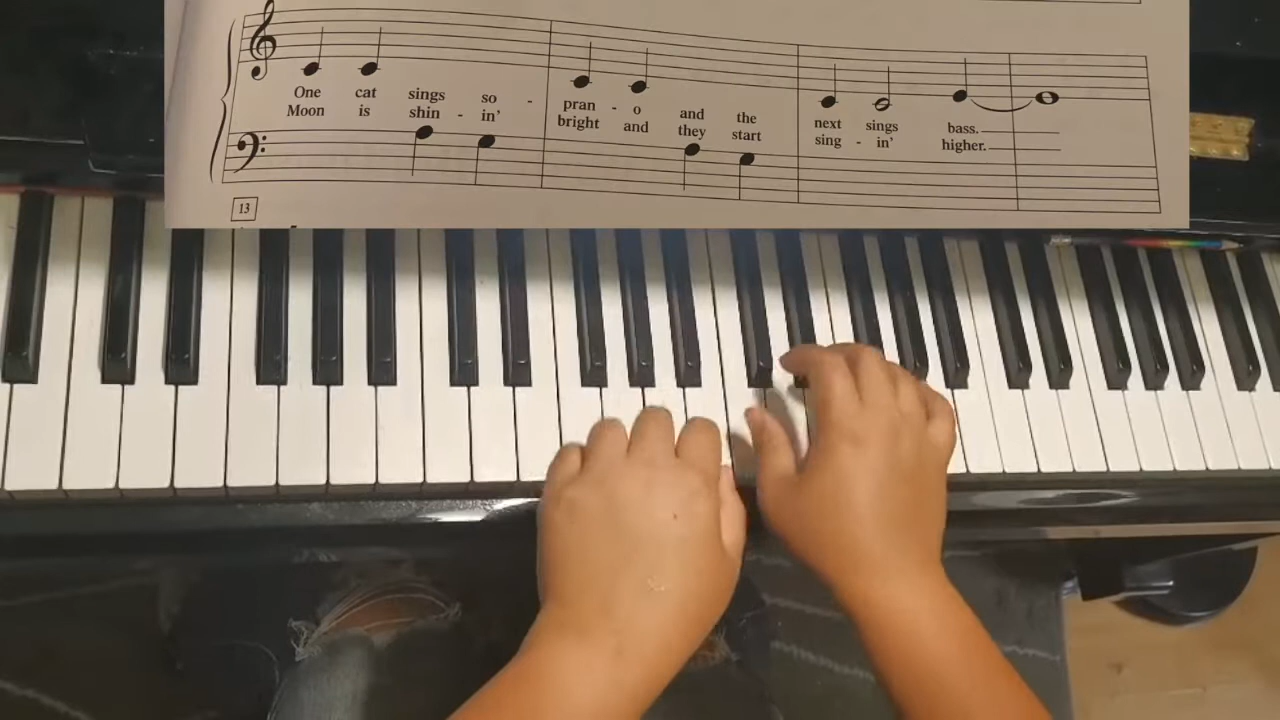 One cat sings so - pran - o and the next sings bass.
Moon is shin - in' bright and they start sing - in' higher.
13